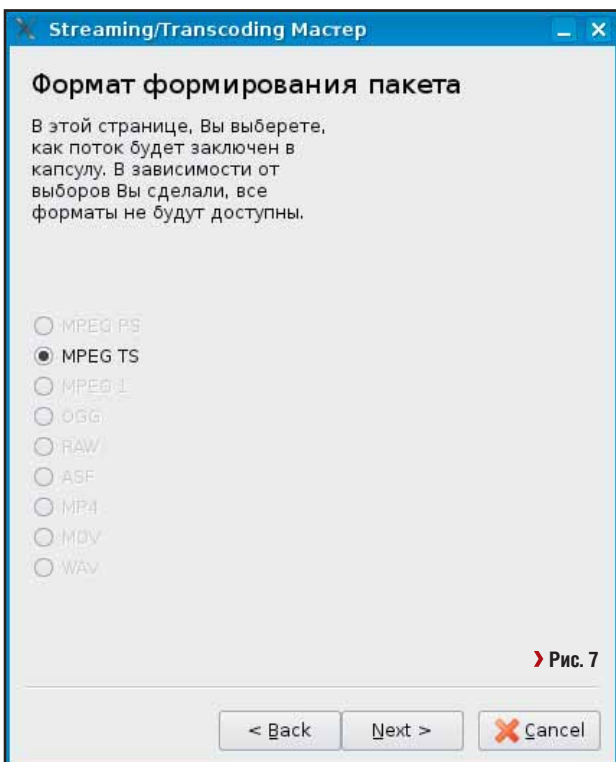 Streaming/Transcoding Мастер
Формат формирования пакета
В этой странице, Вы выберете,
как поток будет заключен в
капсулу. В зависимости от
выборов Вы сделали, все
форматы не будут доступны.
MPEG PS
MPEG TS
MPEG 1
OGG
RAW
ASF
MP4
MOV
WAV
Рис. 7
< Back
Next >
Cancel